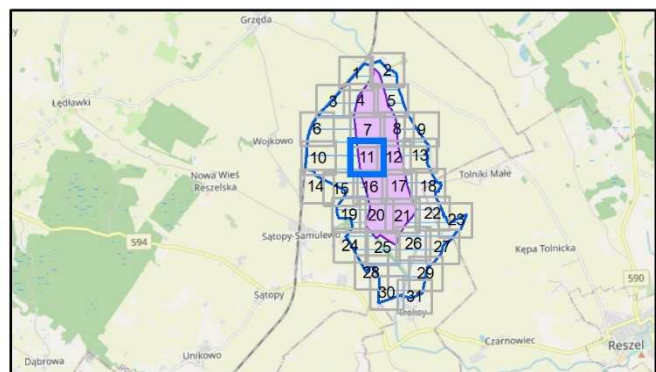 Grzęda
1 2
Łędławki
3 4 5
6 7 8 9
Wojkowo
10 11 12 13
Nowa Wieś
Reszelska
Tolniki Małe
14 15 16 17 18
19 20 21 22 23
594
Sątopy-Samulewo
24 25 26 27
Kępa Tolnicka
28 29
590
Sątopy
30 31
Trolisy
Czarnowiec
Reszel
Unikowo
Dąbrowa